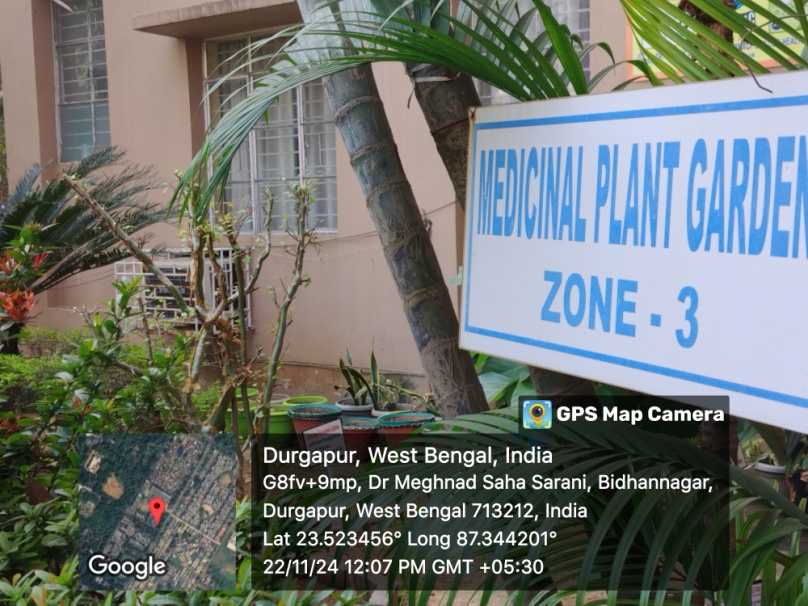 MEDICINAL PLANT GARDEN
ZONE - 3
GPS Map Camera
Durgapur, West Bengal, India
G8fv+9mp, Dr Meghnad Saha Sarani, Bidhannagar,
Durgapur, West Bengal 713212, India
Lat 23.523456° Long 87.344201°
22/11/24 12:07 PM GMT +05:30
Google